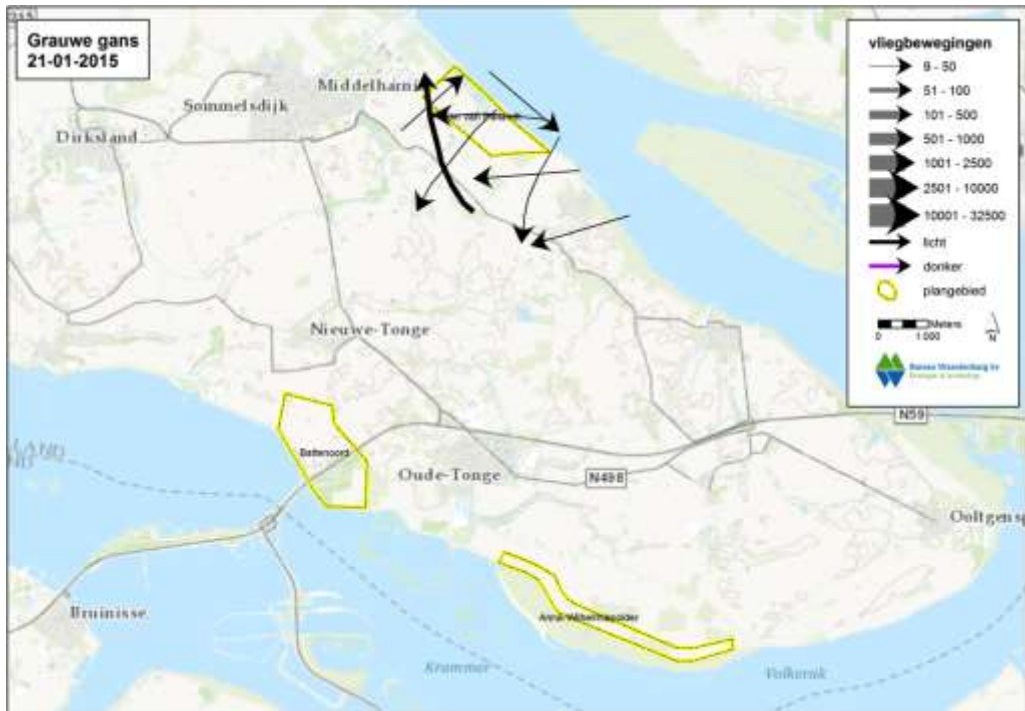 Grauwe gans
21-01-2015
vliegbewegingen
9 - 50
51 - 100
101 - 500
501 - 1000
1001 - 2500
2501 - 10000
10001 - 32500
licht
donker
plangebied
Meters
0 1.000
N
Middelharni
Sommelsdijk
Dirksland
Nieuwe-Tonge
N59
Battenoord
Oude-Tonge
N498
Ooltgensp
Bruinisse
Anna-Wilhelminapolder
Krammer
Volkerak